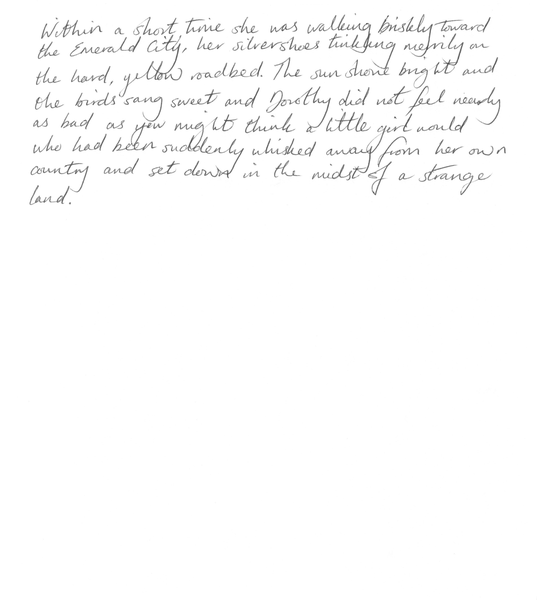 Within a short time she was walking briskly toward
the Emerald City, her silvershoes tinkling merrily on
the hard, yellow roadbed. The sun shone bright and
the birds sang sweet and Dorothy did not feel nearly
as bad as you might think a little girl would
who had been suddenly whisked away from her own
country and set down in the midst of a strange
land.